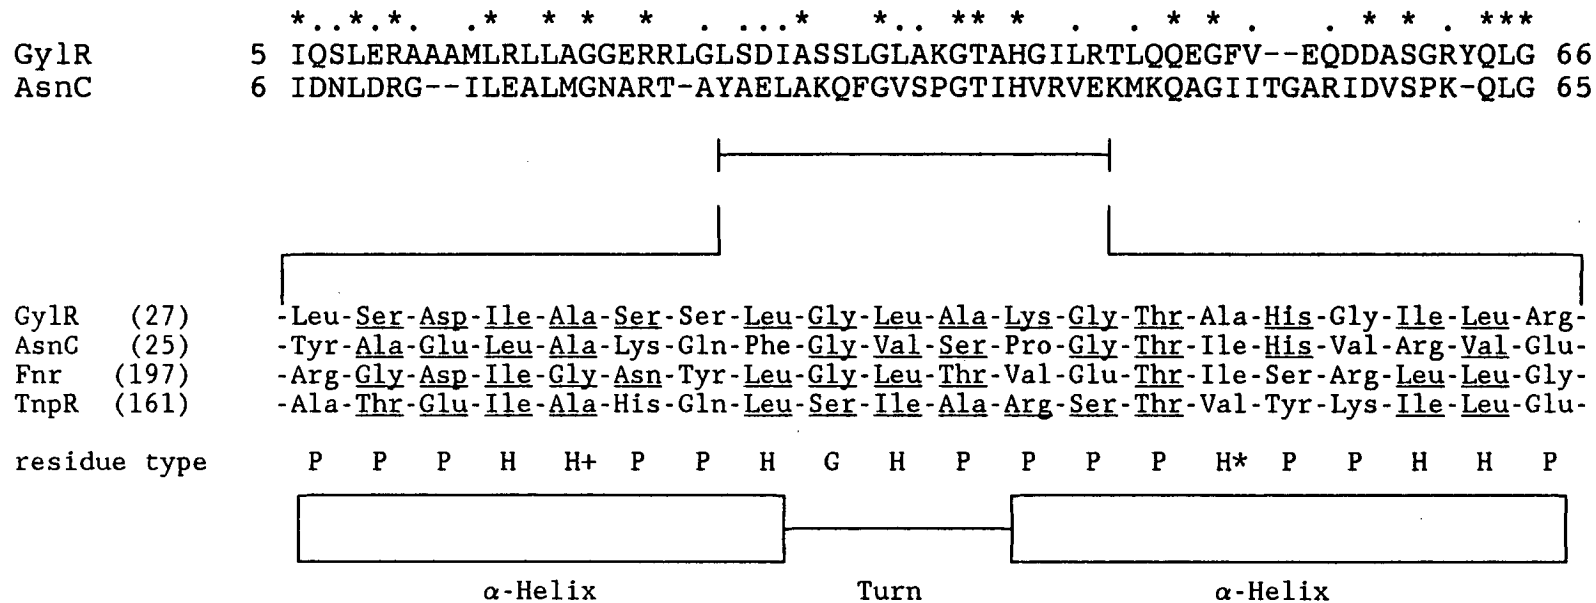 *..*.*. .* * * * . ...* *.. ** * . . * * . . * * . ***
GylR 5 IQSLERAAAMLRLLAGGERRLGLSDIASSLGLAKGTAHGILRTLQQEGFV--EQDDASGRYQLG 66
AsnC 6 IDNLDRG--ILEALMGNART-AYAELAKQFGVSPGTIHVRVEKMKQAGIITGARIDVSPK-QLG 65
GylR (27) -Leu-Ser-Asp-Ile-Ala-Ser-Ser-Leu-Gly-Leu-Ala-Lys-Gly-Thr-Ala-His-Gly-Ile-Leu-Arg-
AsnC (25) -Tyr-Ala-Glu-Leu-Ala-Lys-Gln-Phe-Gly-Val-Ser-Pro-Gly-Thr-Ile-His-Val-Arg-Val-Glu-
Fnr (197) -Arg-Gly-Asp-Ile-Gly-Asn-Tyr-Leu-Gly-Leu-Thr-Val-Glu-Thr-Ile-Ser-Arg-Leu-Leu-Gly-
TnpR (161) -Ala-Thr-Glu-Ile-Ala-His-Gln-Leu-Ser-Ile-Ala-Arg-Ser-Thr-Val-Tyr-Lys-Ile-Leu-Glu-
residue type P P P H H+ P P H G H P P P P H* P P H H P
α-Helix Turn α-Helix